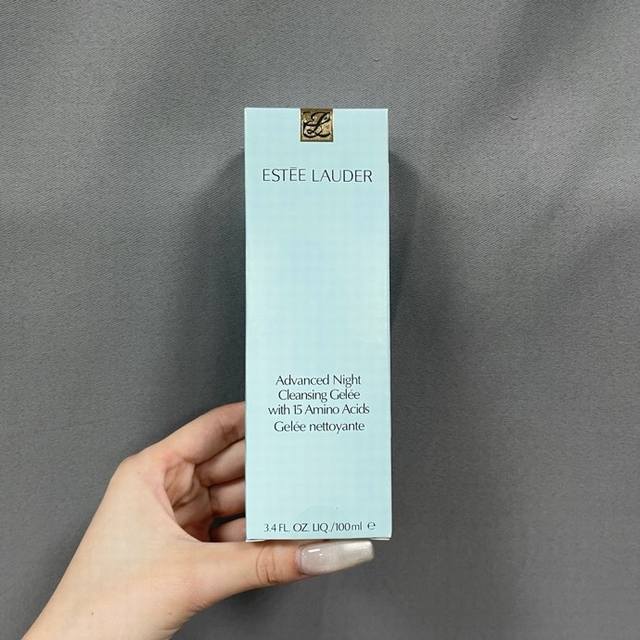 ESTĒE LAUDER
Advanced Night
Cleansing Gelée
with 15 Amino Acids
Gelée nettoyante
3.4 FL. OZ. LIQ./100ml ℮